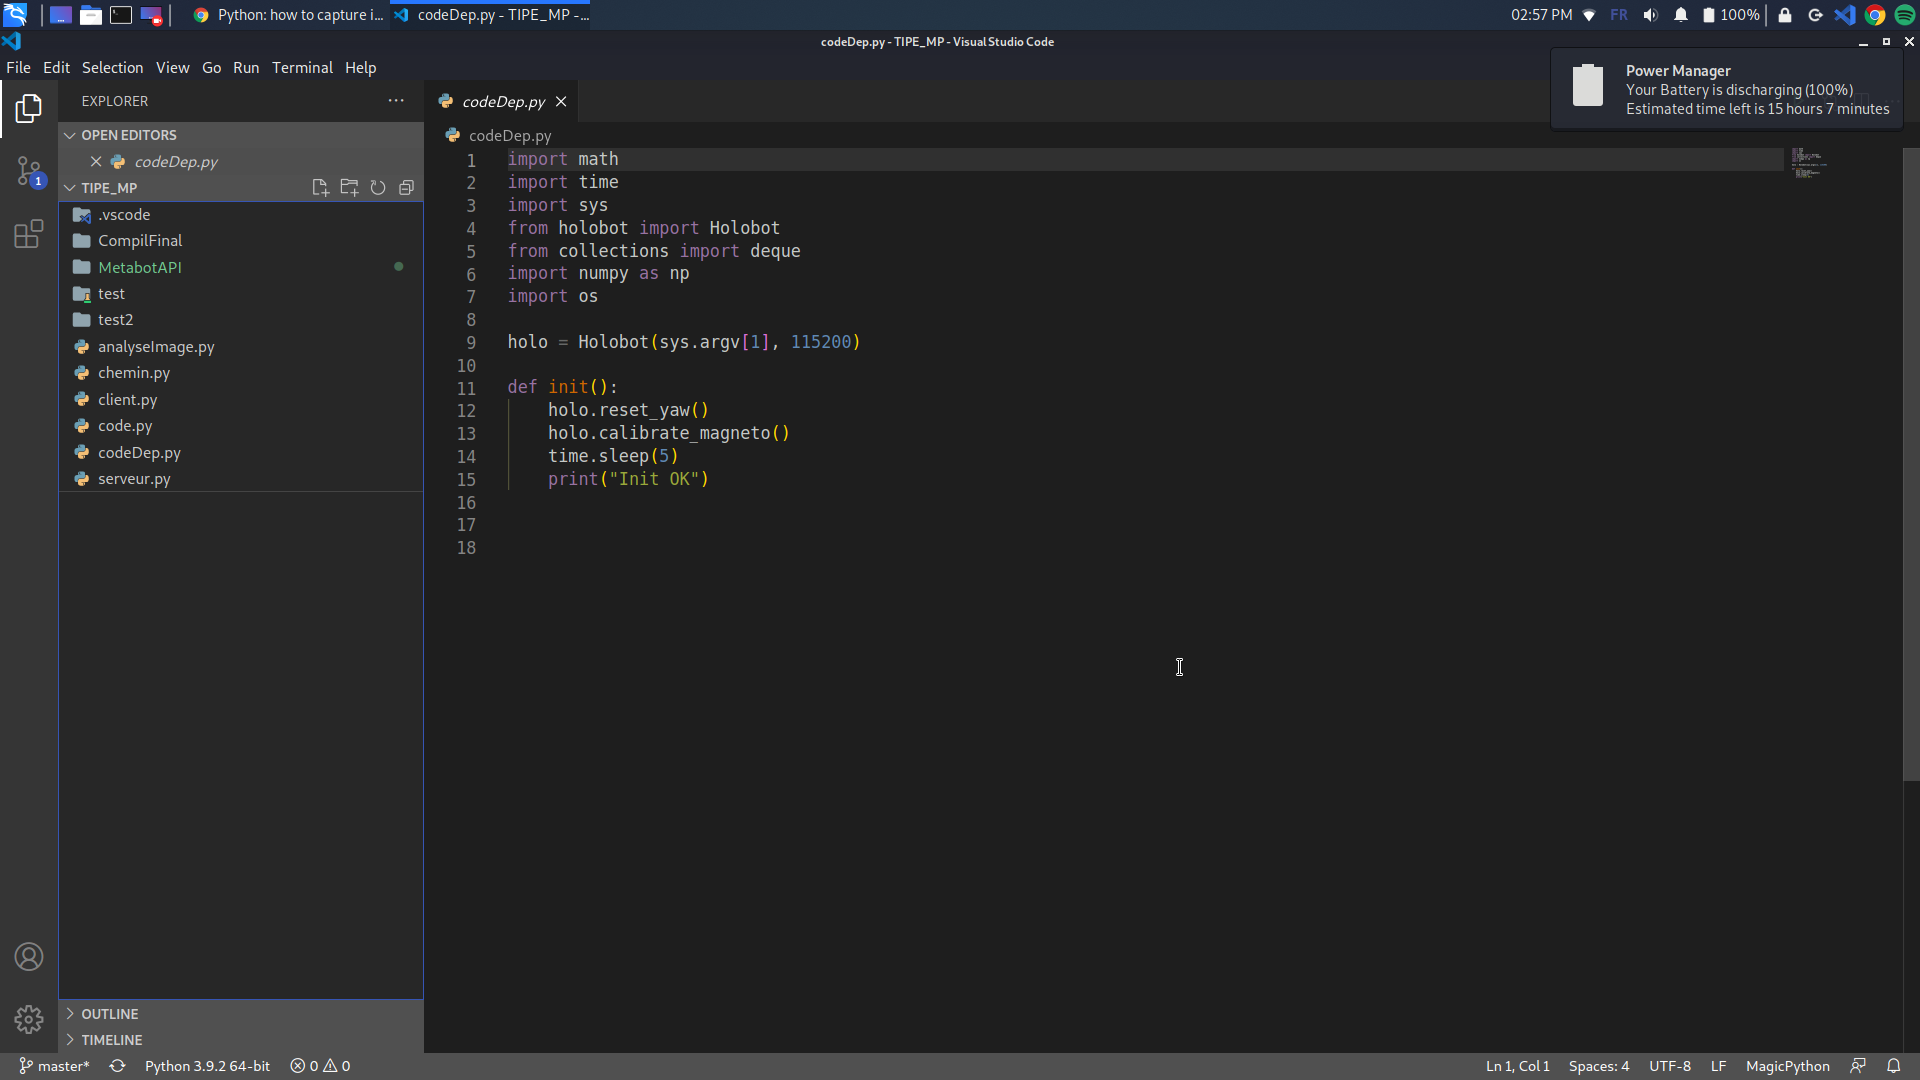 Python: how to capture i...
codeDep.py - TIPE_MP -...
02:57 PM
FR
100%
codeDep.py - TIPE_MP - Visual Studio Code
File Edit Selection View Go Run Terminal Help
Power Manager
Your Battery is discharging (100%)
Estimated time left is 15 hours 7 minutes
EXPLORER
OPEN EDITORS
codeDep.py
TIPE_MP
.vscode
CompilFinal
MetabotAPI
test
test2
analyseImage.py
chemin.py
client.py
code.py
codeDep.py
serveur.py
OUTLINE
TIMELINE
1
codeDep.py
codeDep.py
1 import math
2 import time
3 import sys
4 from holobot import Holobot
5 from collections import deque
6 import numpy as np
7 import os
8
9 holo = Holobot(sys.argv[1], 115200)
10
11 def init():
12     holo.reset_yaw()
13     holo.calibrate_magneto()
14     time.sleep(5)
15     print("Init OK")
16
17
18
master*
Python 3.9.2 64-bit
0 0
Ln 1, Col 1
Spaces: 4
UTF-8
LF
MagicPython